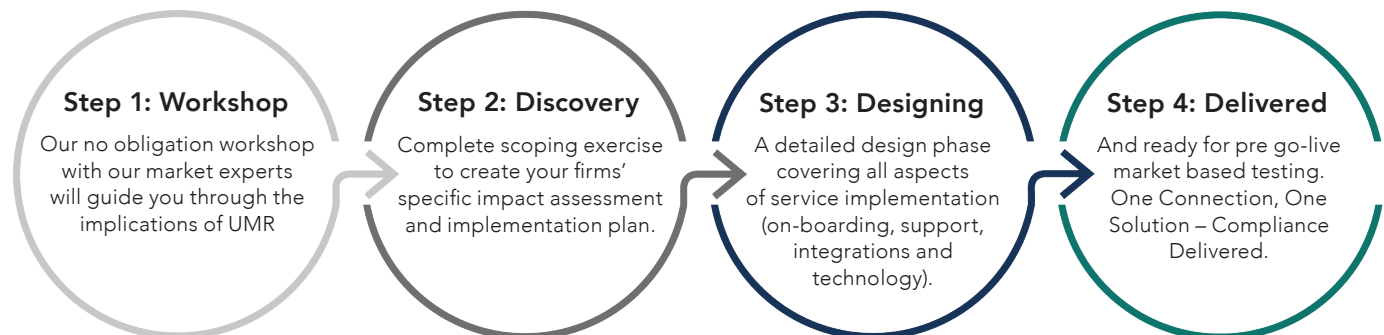 Step 1: Workshop
Our no obligation workshop
with our market experts
will guide you through the
implications of UMR
Step 2: Discovery
Complete scoping exercise
to create your firms’
specific impact assessment
and implementation plan.
Step 3: Designing
A detailed design phase
covering all aspects
of service implementation
(on-boarding, support,
integrations and
technology).
Step 4: Delivered
And ready for pre go-live
market based testing.
One Connection, One
Solution – Compliance
Delivered.